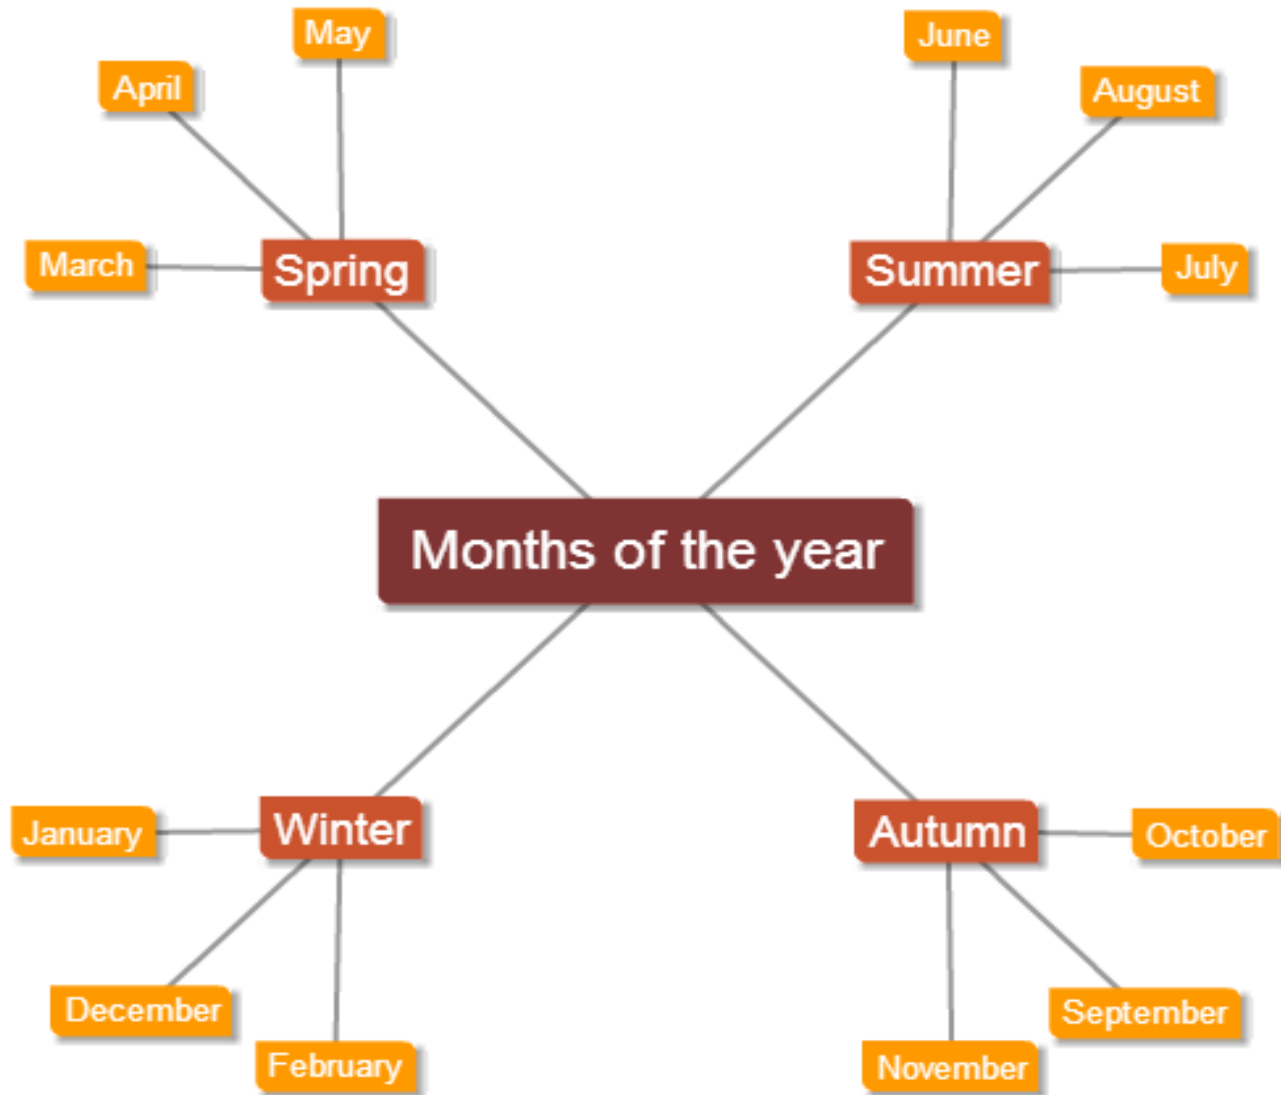 May
June
April
August
March
Spring
Summer
July
Months of the year
January
Winter
Autumn
October
December
September
February
November